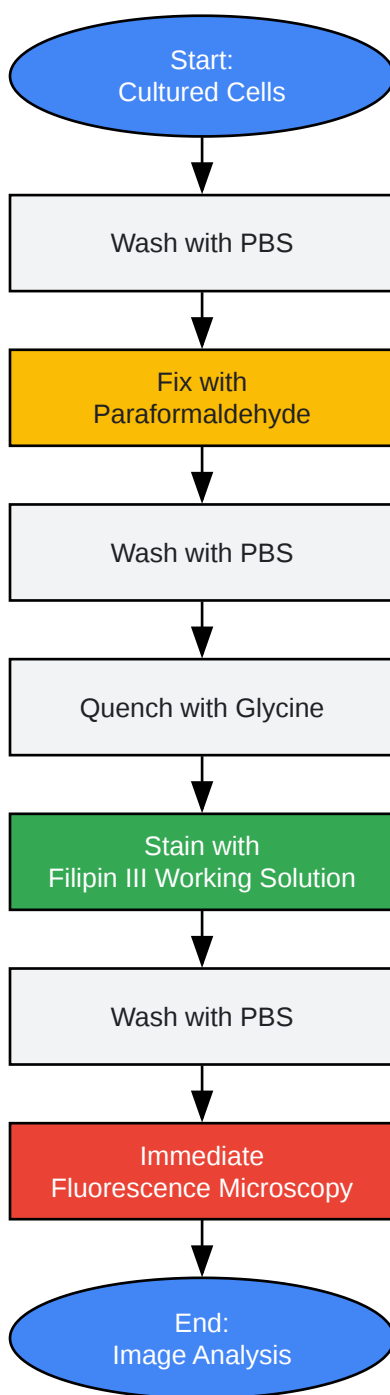 Start:
Cultured Cells
Wash with PBS
Fix with
Paraformaldehyde
Wash with PBS
Quench with Glycine
Stain with
Filipin III Working Solution
Wash with PBS
Immediate
Fluorescence Microscopy
End:
Image Analysis